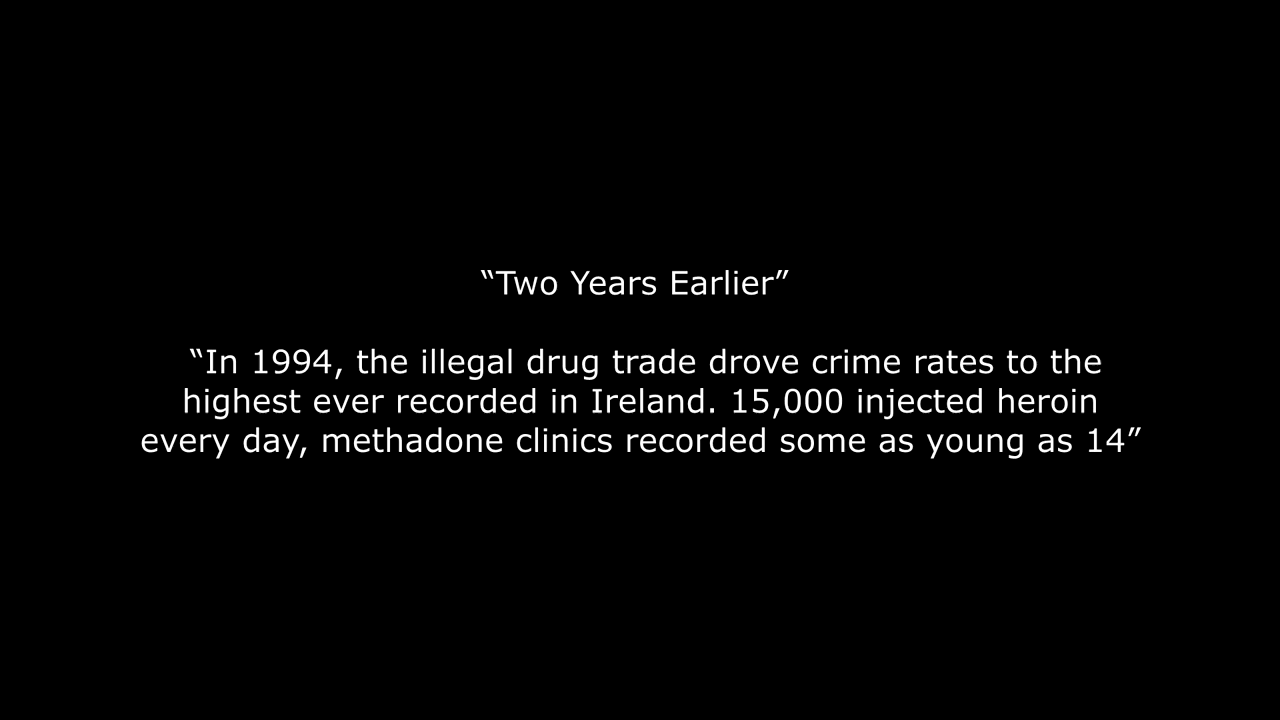 “Two Years Earlier”
“In 1994, the illegal drug trade drove crime rates to the
highest ever recorded in Ireland. 15,000 injected heroin
every day, methadone clinics recorded some as young as 14”